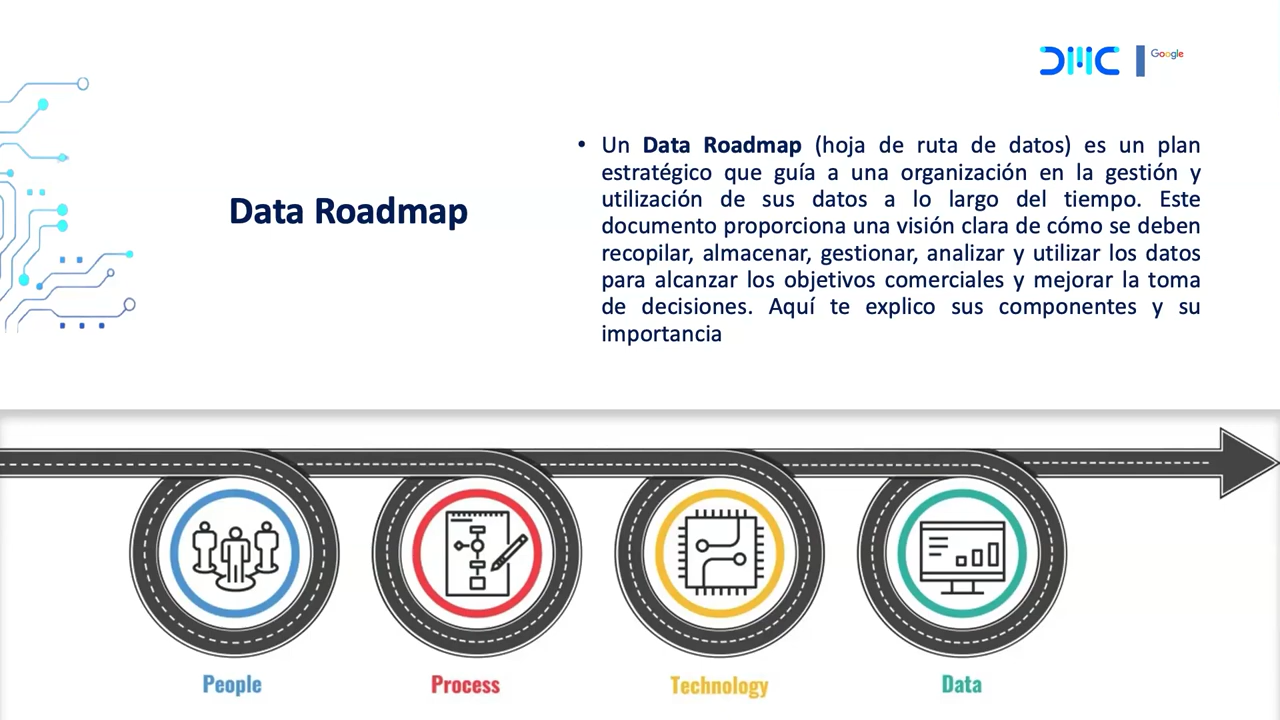 DMC
Google
Data Roadmap
• Un Data Roadmap (hoja de ruta de datos) es un plan
estratégico que guía a una organización en la gestión y
utilización de sus datos a lo largo del tiempo. Este
documento proporciona una visión clara de cómo se deben
recopilar, almacenar, gestionar, analizar y utilizar los datos
para alcanzar los objetivos comerciales y mejorar la toma
de decisiones. Aquí te explico sus componentes y su
importancia
People
Process
Technology
Data